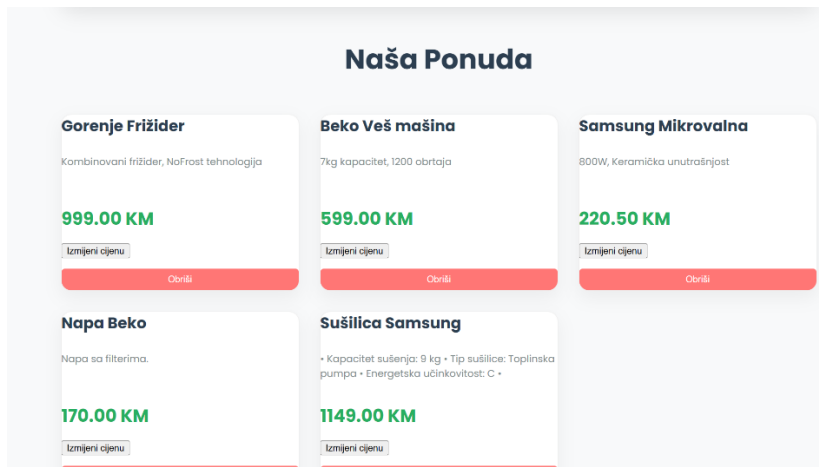 Naša Ponuda
Gorenje Frižider
Kombinovani frižider, NoFrost tehnologija
999.00 KM
Izmijeni cijenu
Obriši
Beko Veš mašina
7kg kapacitet, 1200 obrtaja
599.00 KM
Izmijeni cijenu
Obriši
Samsung Mikrovalna
800W, Keramička unutrašnjost
220.50 KM
Izmijeni cijenu
Obriši
Napa Beko
Napa sa filterima.
170.00 KM
Izmijeni cijenu
Sušilica Samsung
• Kapacitet sušenja: 9 kg • Tip sušilice: Toplinska
pumpa • Energetska učinkovitost: C •
1149.00 KM
Izmijeni cijenu